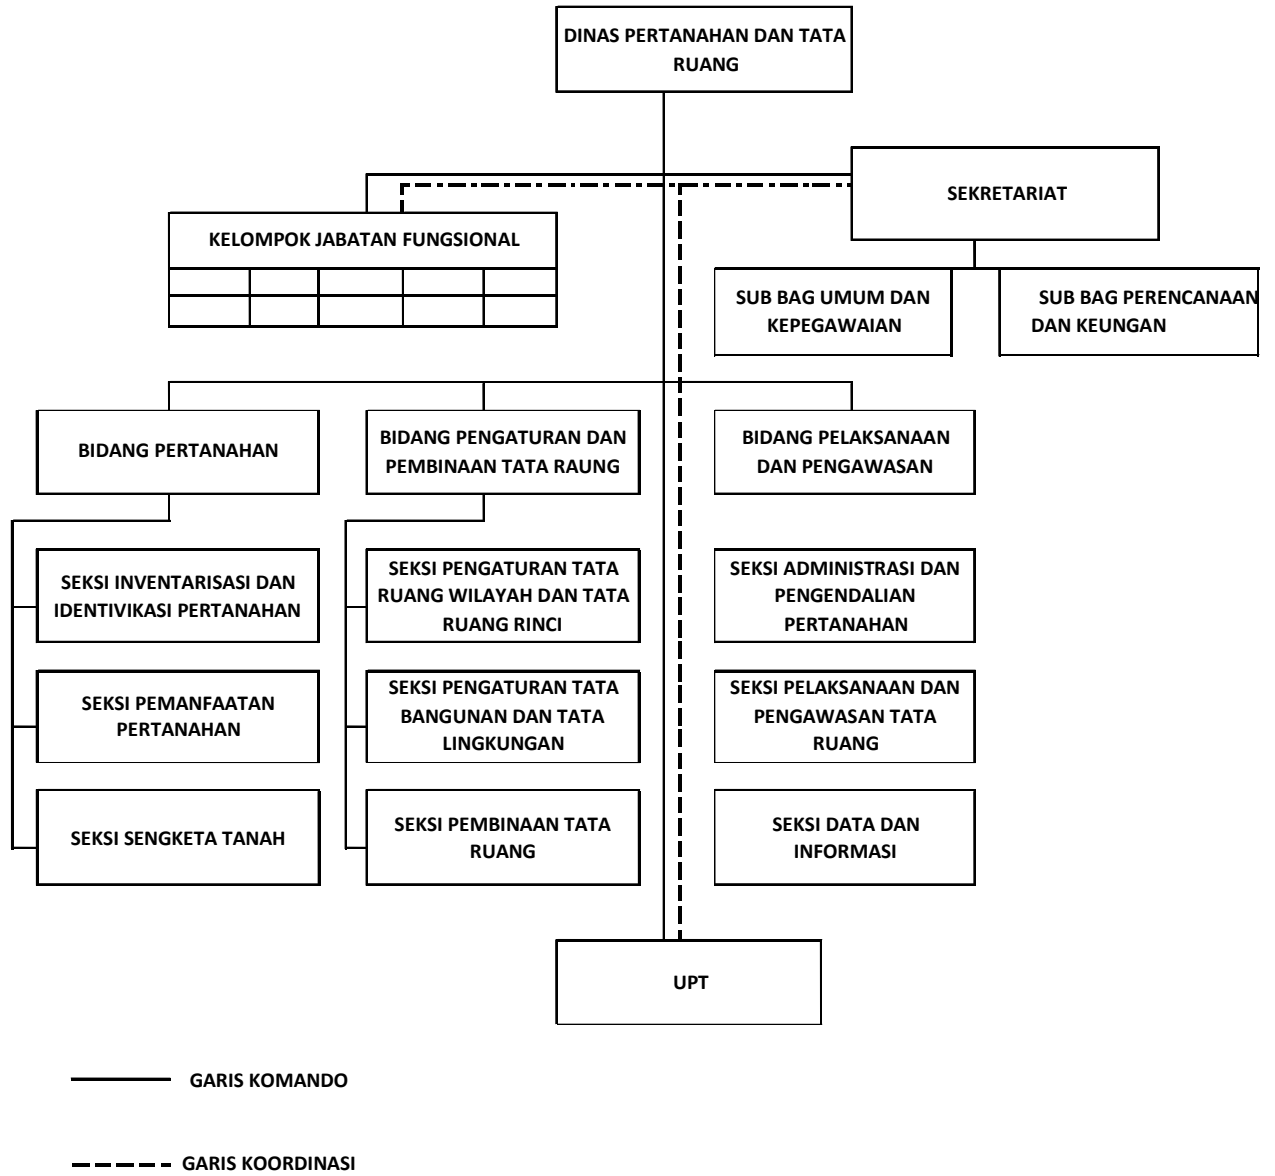 DINAS PERTANAHAN DAN TATA
RUANG
SEKRETARIAT
KELOMPOK JABATAN FUNGSIONAL
SUB BAG UMUM DAN
KEPEGAWAIAN
SUB BAG PERENCANAAN
DAN KEUNGAN
BIDANG PERTANAHAN
BIDANG PENGATURAN DAN
PEMBINAAN TATA RAUNG
BIDANG PELAKSANAAN
DAN PENGAWASAN
SEKSI INVENTARISASI DAN
IDENTIVIKASI PERTANAHAN
SEKSI PENGATURAN TATA
RUANG WILAYAH DAN TATA
RUANG RINCI
SEKSI ADMINISTRASI DAN
PENGENDALIAN
PERTANAHAN
SEKSI PEMANFAATAN
PERTANAHAN
SEKSI PENGATURAN TATA
BANGUNAN DAN TATA
LINGKUNGAN
SEKSI PELAKSANAAN DAN
PENGAWASAN TATA
RUANG
SEKSI SENGKETA TANAH
SEKSI PEMBINAAN TATA
RUANG
SEKSI DATA DAN
INFORMASI
UPT
GARIS KOMANDO
GARIS KOORDINASI